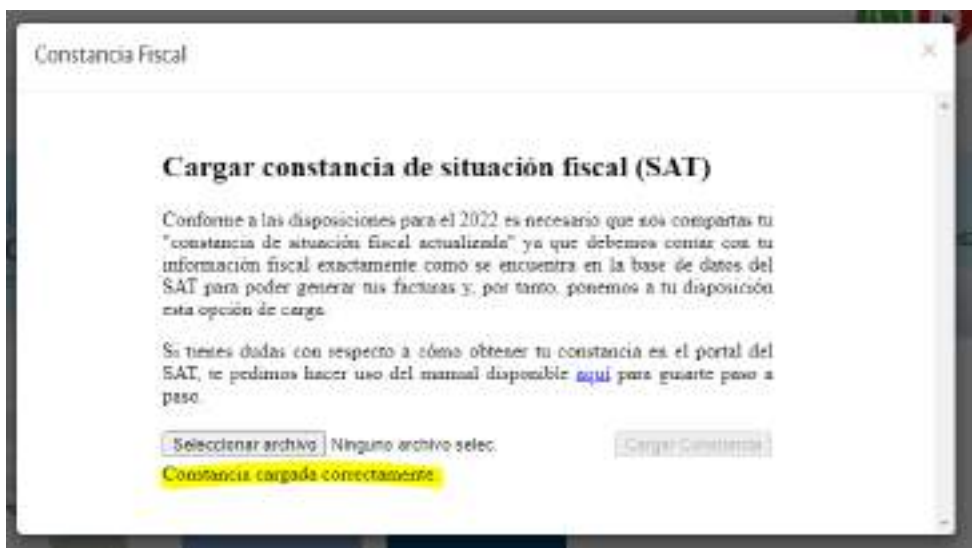 Constancia Fiscal
×
Cargar constancia de situación fiscal (SAT)
Conforme a las disposiciones para el 2022 es necesario que nos compartas tu
"constancia de situación fiscal actualizada" ya que debemos contar con tu
información fiscal exactamente como se encuentra en la base de datos del
SAT para poder generar tus facturas y, por tanto, ponemos a tu disposición
esta opción de carga.
Si tienes dudas con respecto a cómo obtener tu constancia en el portal del
SAT, te pedimos hacer uso del manual disponible aquí para guiarte paso a
paso.
Seleccionar archivo Ninguno archivo selec. Cargar Constancia
Constancia cargada correctamente.